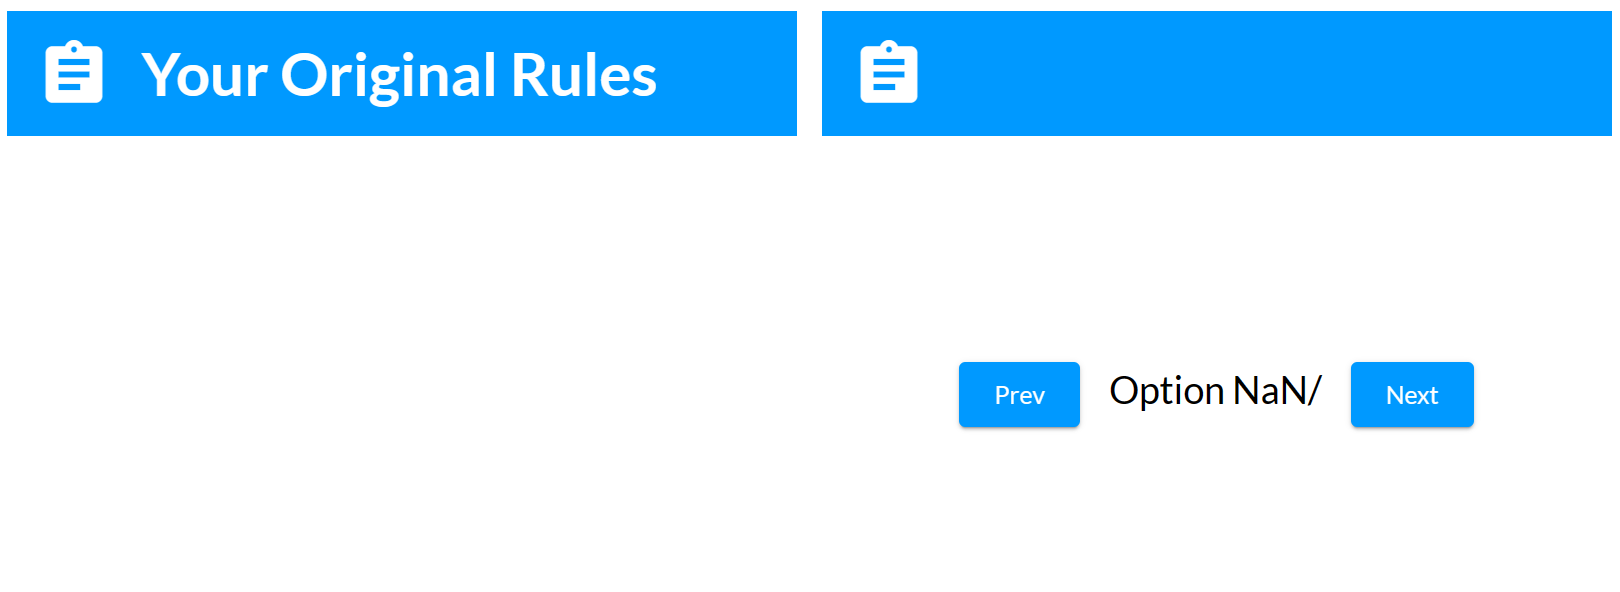 Your Original Rules
Prev
Option NaN/
Next